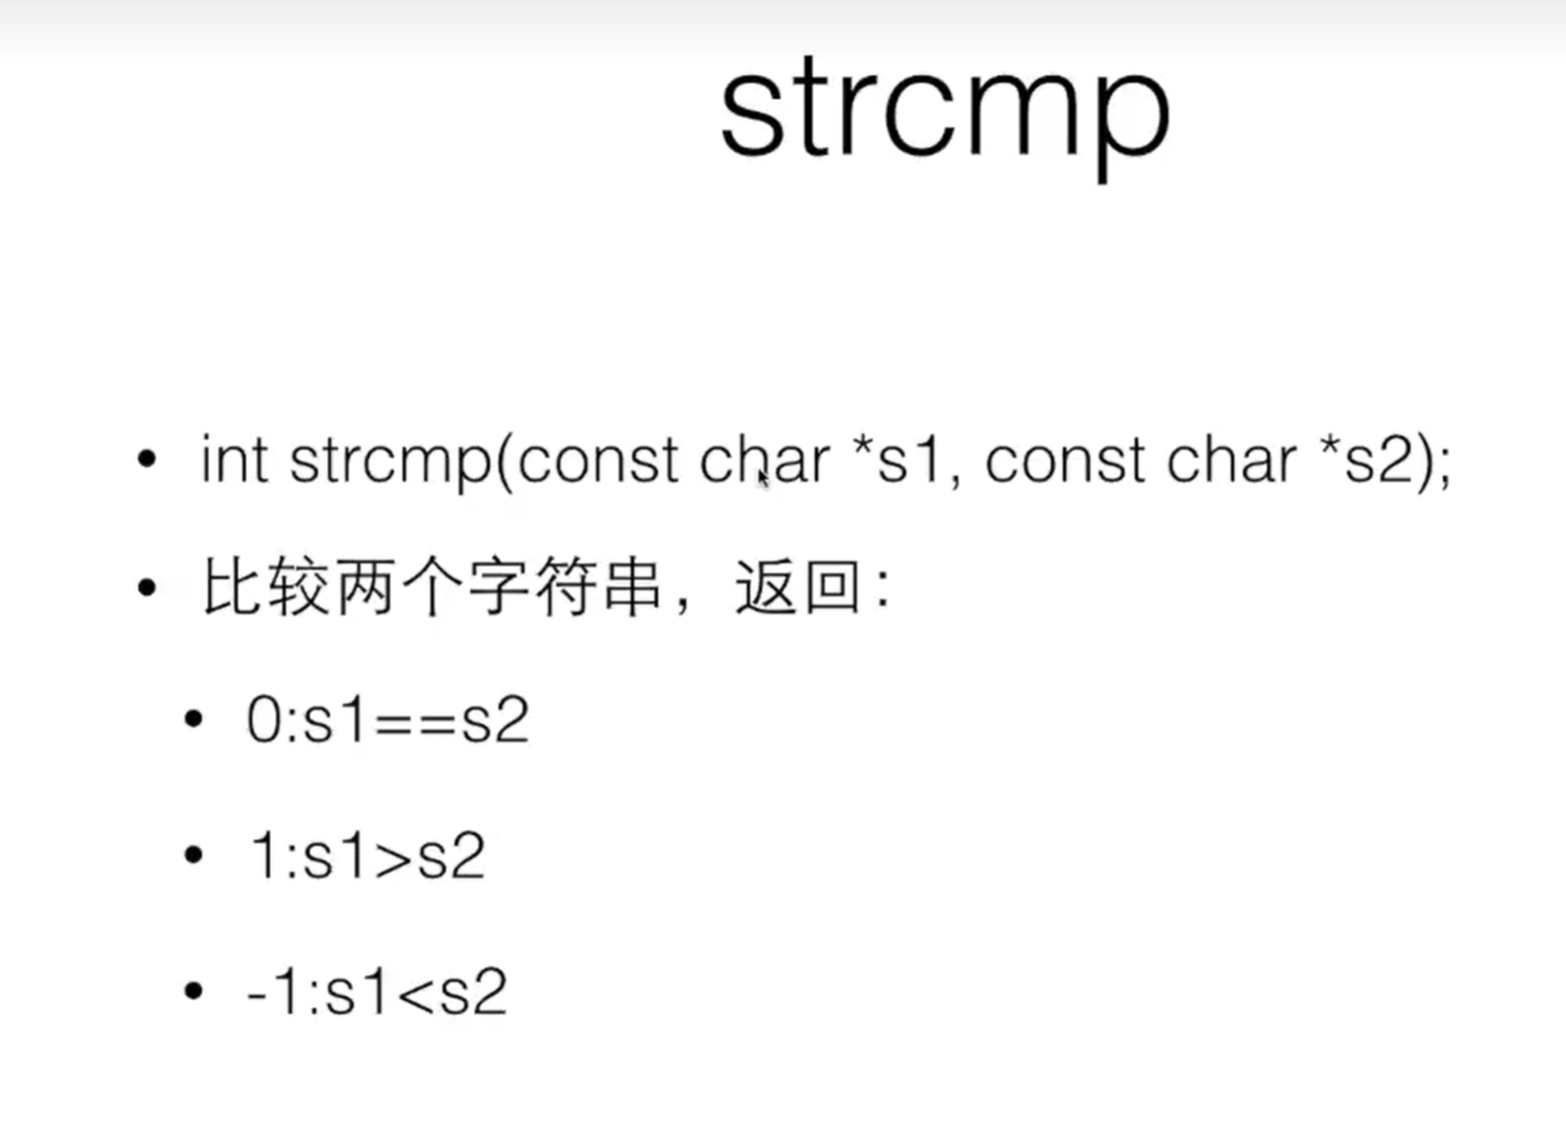 strcmp
• int strcmp(const char *s1, const char *s2);
• 比较两个字符串，返回：
• 0:s1==s2
• 1:s1>s2
• -1:s1<s2